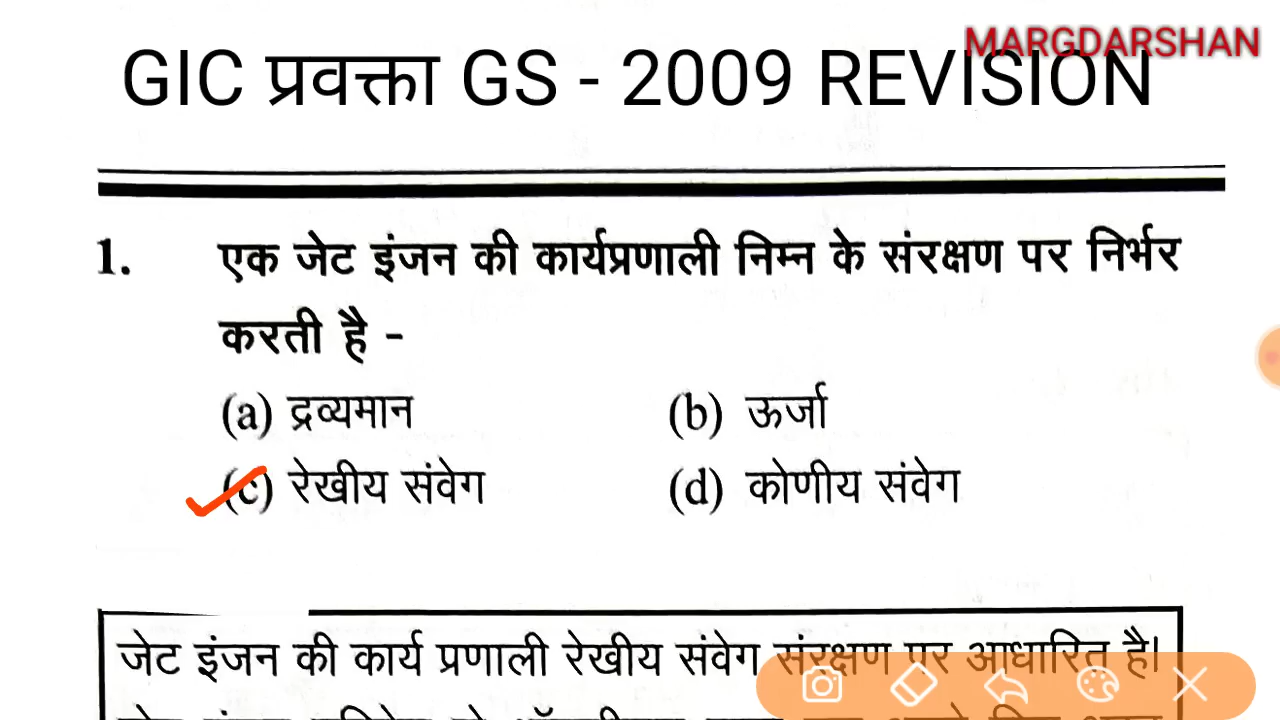 MARGDARSHAN
GIC प्रवक्ता GS - 2009 REVISION
1. एक जेट इंजन की कार्यप्रणाली निम्न के संरक्षण पर निर्भर
करती है -
(a) द्रव्यमान (b) ऊर्जा
(c) रेखीय संवेग (d) कोणीय संवेग
जेट इंजन की कार्य प्रणाली रेखीय संवेग संरक्षण पर आधारित है।